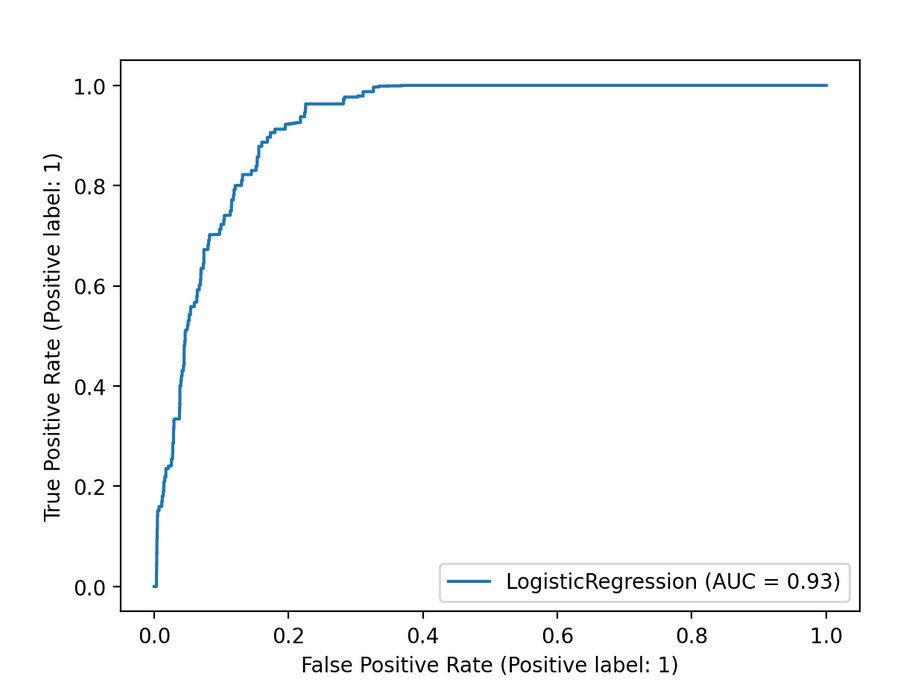 1.0
0.8
0.6
0.4
0.2
0.0
True Positive Rate (Positive label: 1)
LogisticRegression (AUC = 0.93)
0.0 0.2 0.4 0.6 0.8 1.0
False Positive Rate (Positive label: 1)